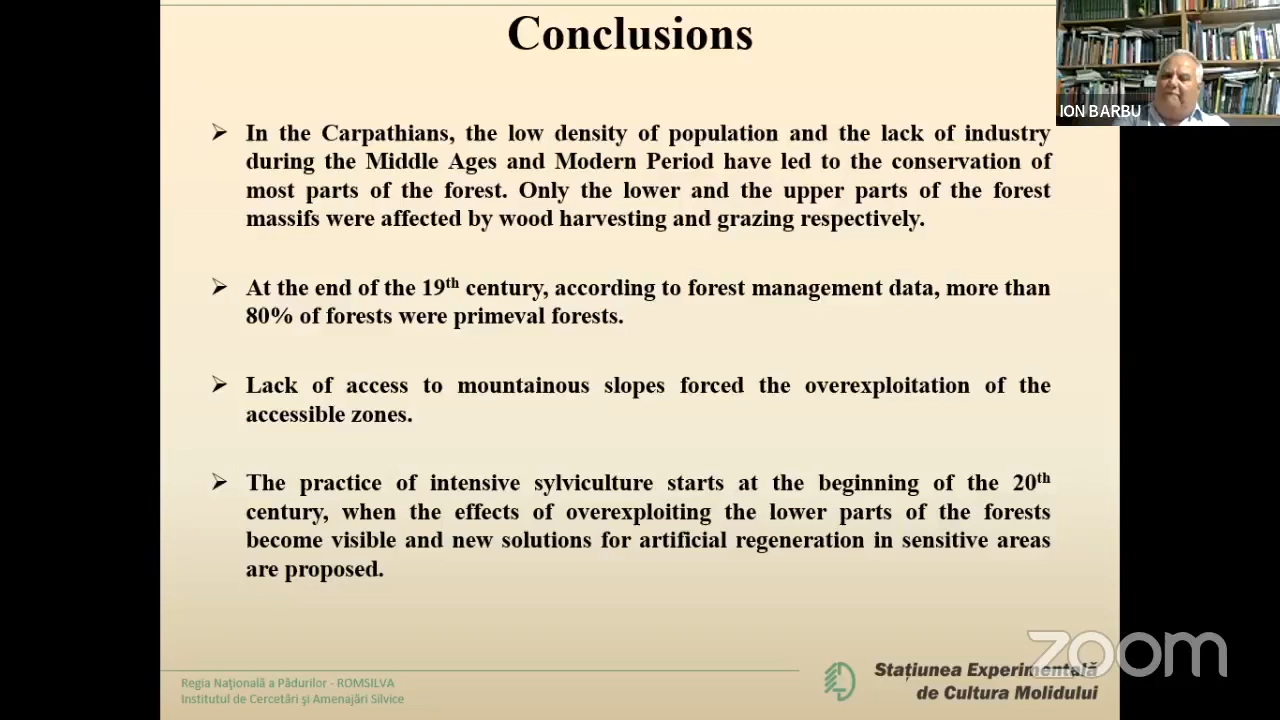 Conclusions
ION BARBU
➢ In the Carpathians, the low density of population and the lack of industry
during the Middle Ages and Modern Period have led to the conservation of
most parts of the forest. Only the lower and the upper parts of the forest
massifs were affected by wood harvesting and grazing respectively.
➢ At the end of the 19th century, according to forest management data, more than
80% of forests were primeval forests.
➢ Lack of access to mountainous slopes forced the overexploitation of the
accessible zones.
➢ The practice of intensive sylviculture starts at the beginning of the 20th
century, when the effects of overexploiting the lower parts of the forests
become visible and new solutions for artificial regeneration in sensitive areas
are proposed.
zoom
Stațiunea Experimentală
de Cultura Molidului
Regia Naţională a Pădurilor - ROMSILVA
Institutul de Cercetări şi Amenajări Silvice